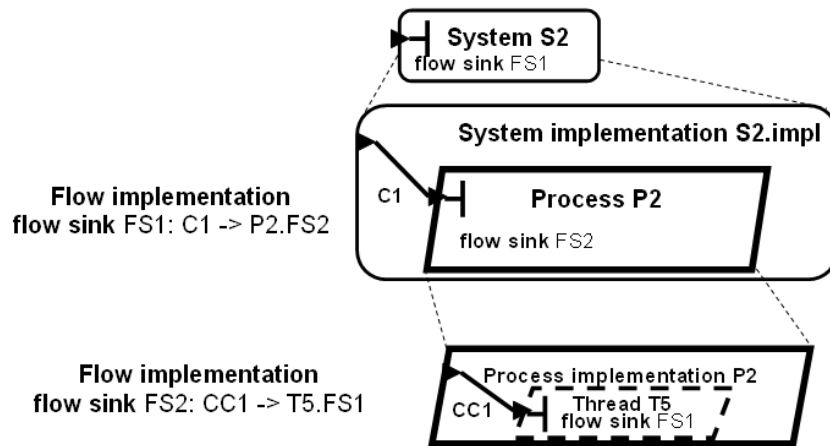 System S2
flow sink FS1
System implementation S2.impl
C1
Process P2
flow sink FS2
Flow implementation
flow sink FS1: C1 -> P2.FS2
Process implementation P2
CC1
Thread T5
flow sink FS1
Flow implementation
flow sink FS2: CC1 -> T5.FS1